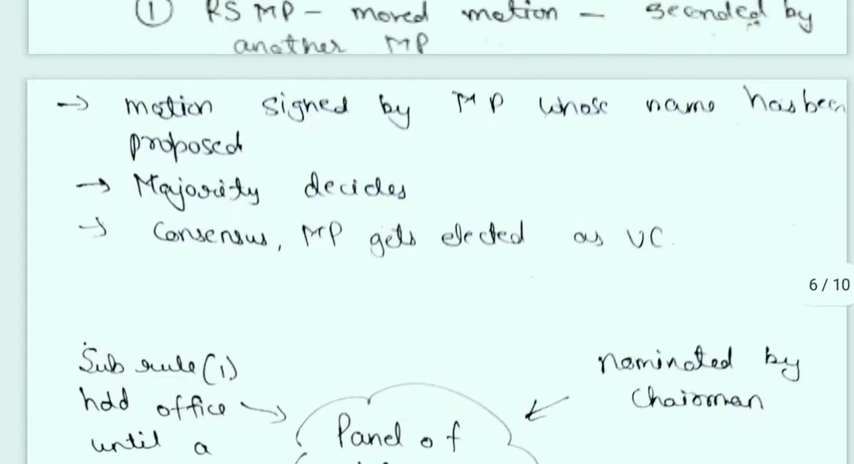 ① RS MP - moved motion - seconded by
another MP
→ motion signed by MP whose name has been
proposed
→ Majority decides
→ Consensus, MP gets elected as VC.
6 / 10
Sub rule (1)
hold office
until a
nominated by
Chairman
Panel of